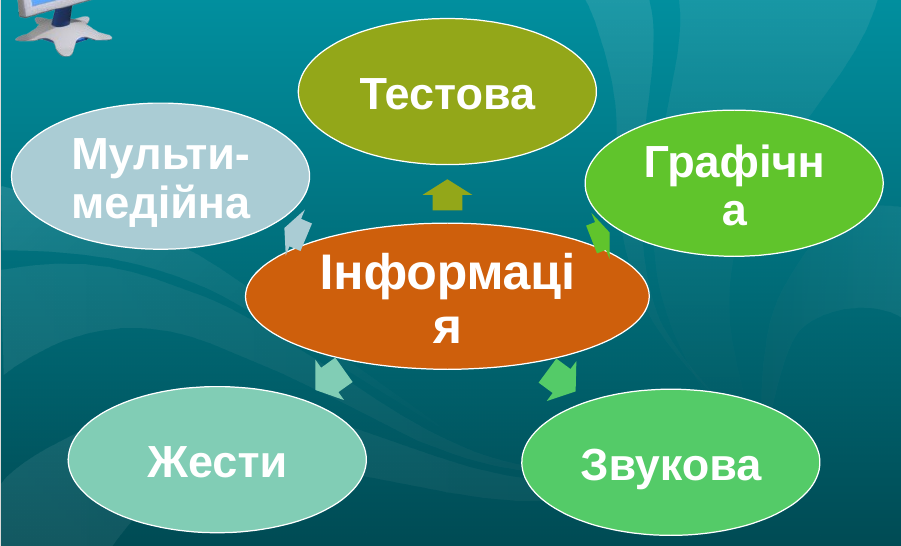 Тестова
Мульти-
медійна
Графічн
а
Інформаці
я
Жести
Звукова